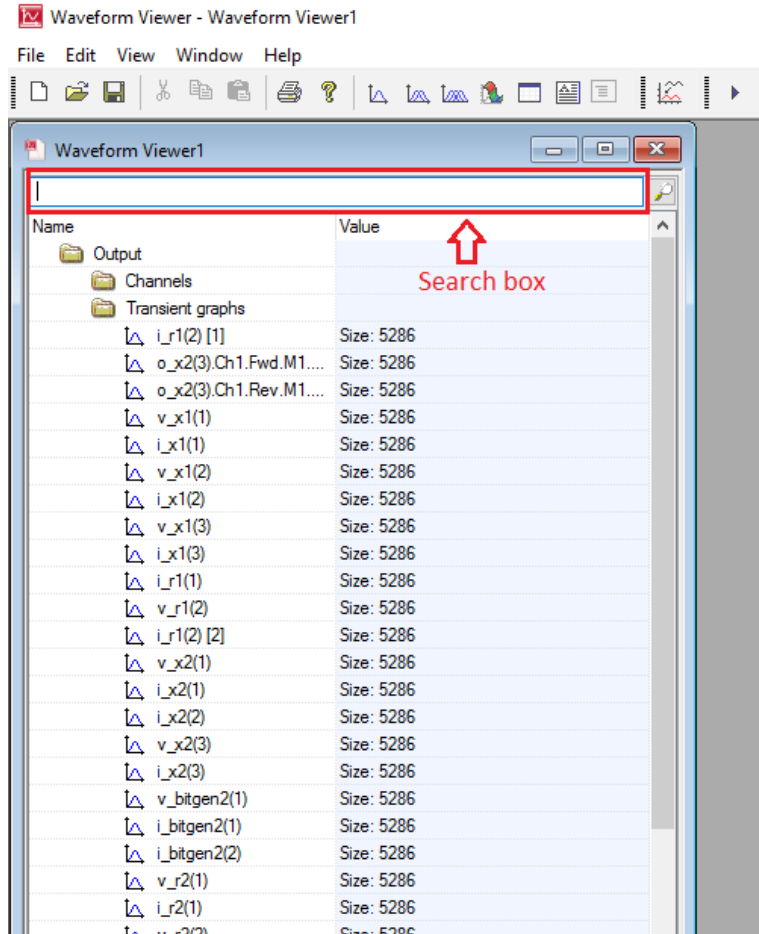 Waveform Viewer - Waveform Viewer1
File Edit View Window Help
Waveform Viewer1
Name Value
Output
Search box
Channels
Transient graphs
i_r1(2) [1] Size: 5286
o_x2(3).Ch1.Fwd.M1.... Size: 5286
o_x2(3).Ch1.Rev.M1.... Size: 5286
v_x1(1) Size: 5286
i_x1(1) Size: 5286
v_x1(2) Size: 5286
i_x1(2) Size: 5286
v_x1(3) Size: 5286
i_x1(3) Size: 5286
i_r1(1) Size: 5286
v_r1(2) Size: 5286
i_r1(2) [2] Size: 5286
v_x2(1) Size: 5286
i_x2(1) Size: 5286
i_x2(2) Size: 5286
v_x2(3) Size: 5286
i_x2(3) Size: 5286
v_bitgen2(1) Size: 5286
i_bitgen2(1) Size: 5286
i_bitgen2(2) Size: 5286
v_r2(1) Size: 5286
i_r2(1) Size: 5286
v_r2(2) Size: 5286